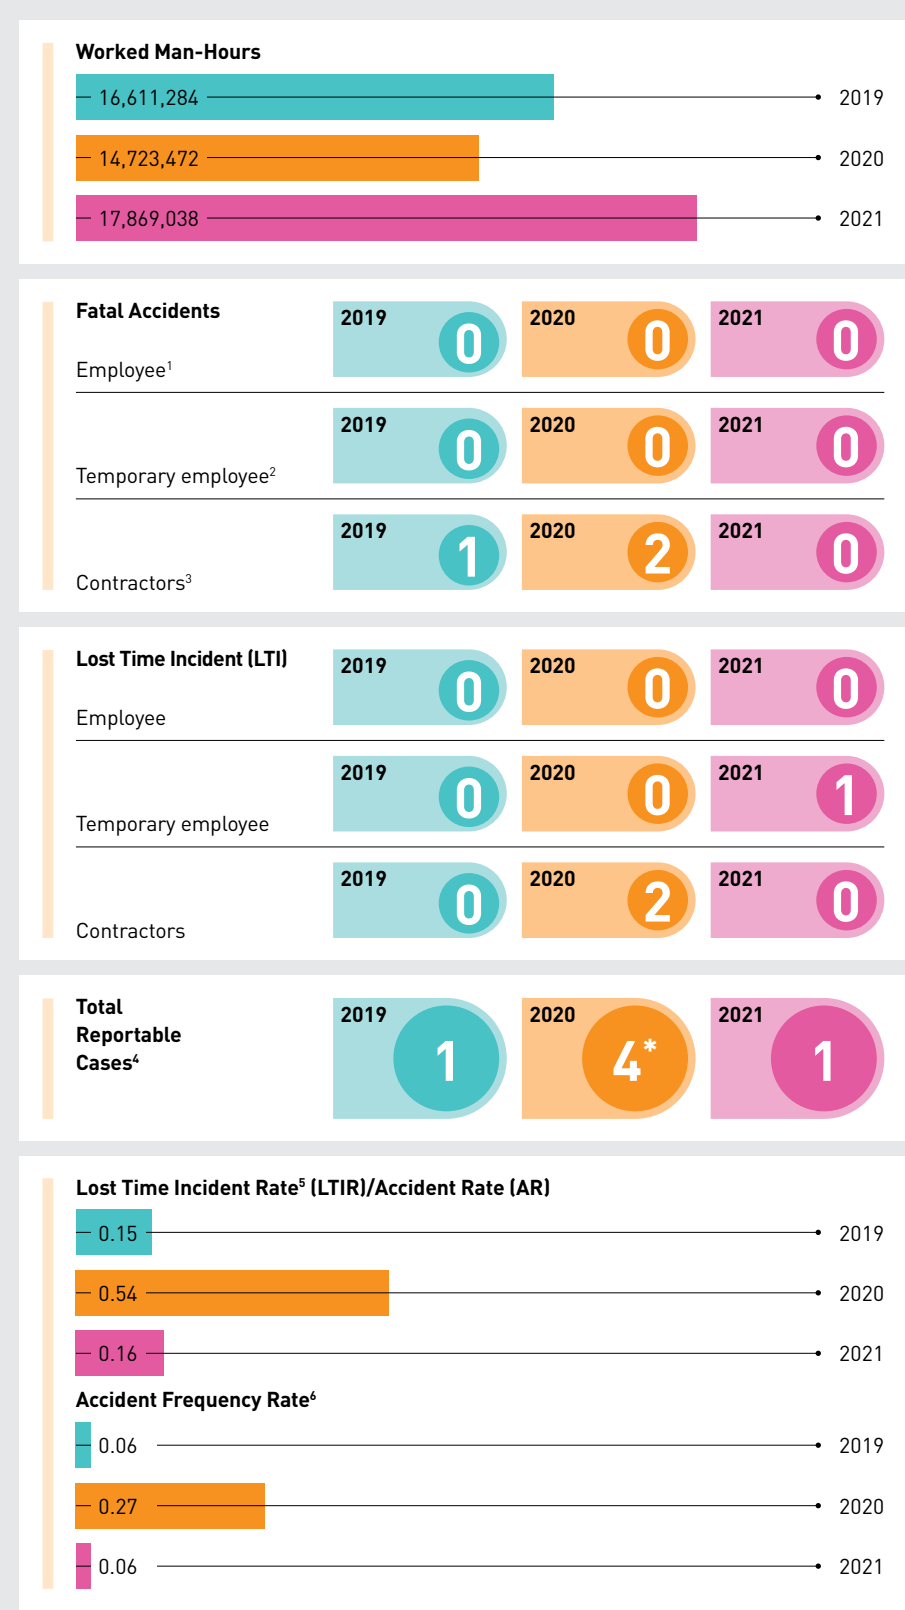 Worked Man-Hours
16,611,284 2019
14,723,472 2020
17,869,038 2021
Fatal Accidents
2019 0 2020 0 2021 0
Employee¹
2019 0 2020 0 2021 0
Temporary employee²
2019 1 2020 2 2021 0
Contractors³
Lost Time Incident (LTI)
2019 0 2020 0 2021 0
Employee
2019 0 2020 0 2021 1
Temporary employee
2019 0 2020 2 2021 0
Contractors
Total
Reportable
Cases⁴
2019 1 2020 4* 2021 1
Lost Time Incident Rate⁵ (LTIR)/Accident Rate (AR)
0.15 2019
0.54 2020
0.16 2021
Accident Frequency Rate⁶
0.06 2019
0.27 2020
0.06 2021